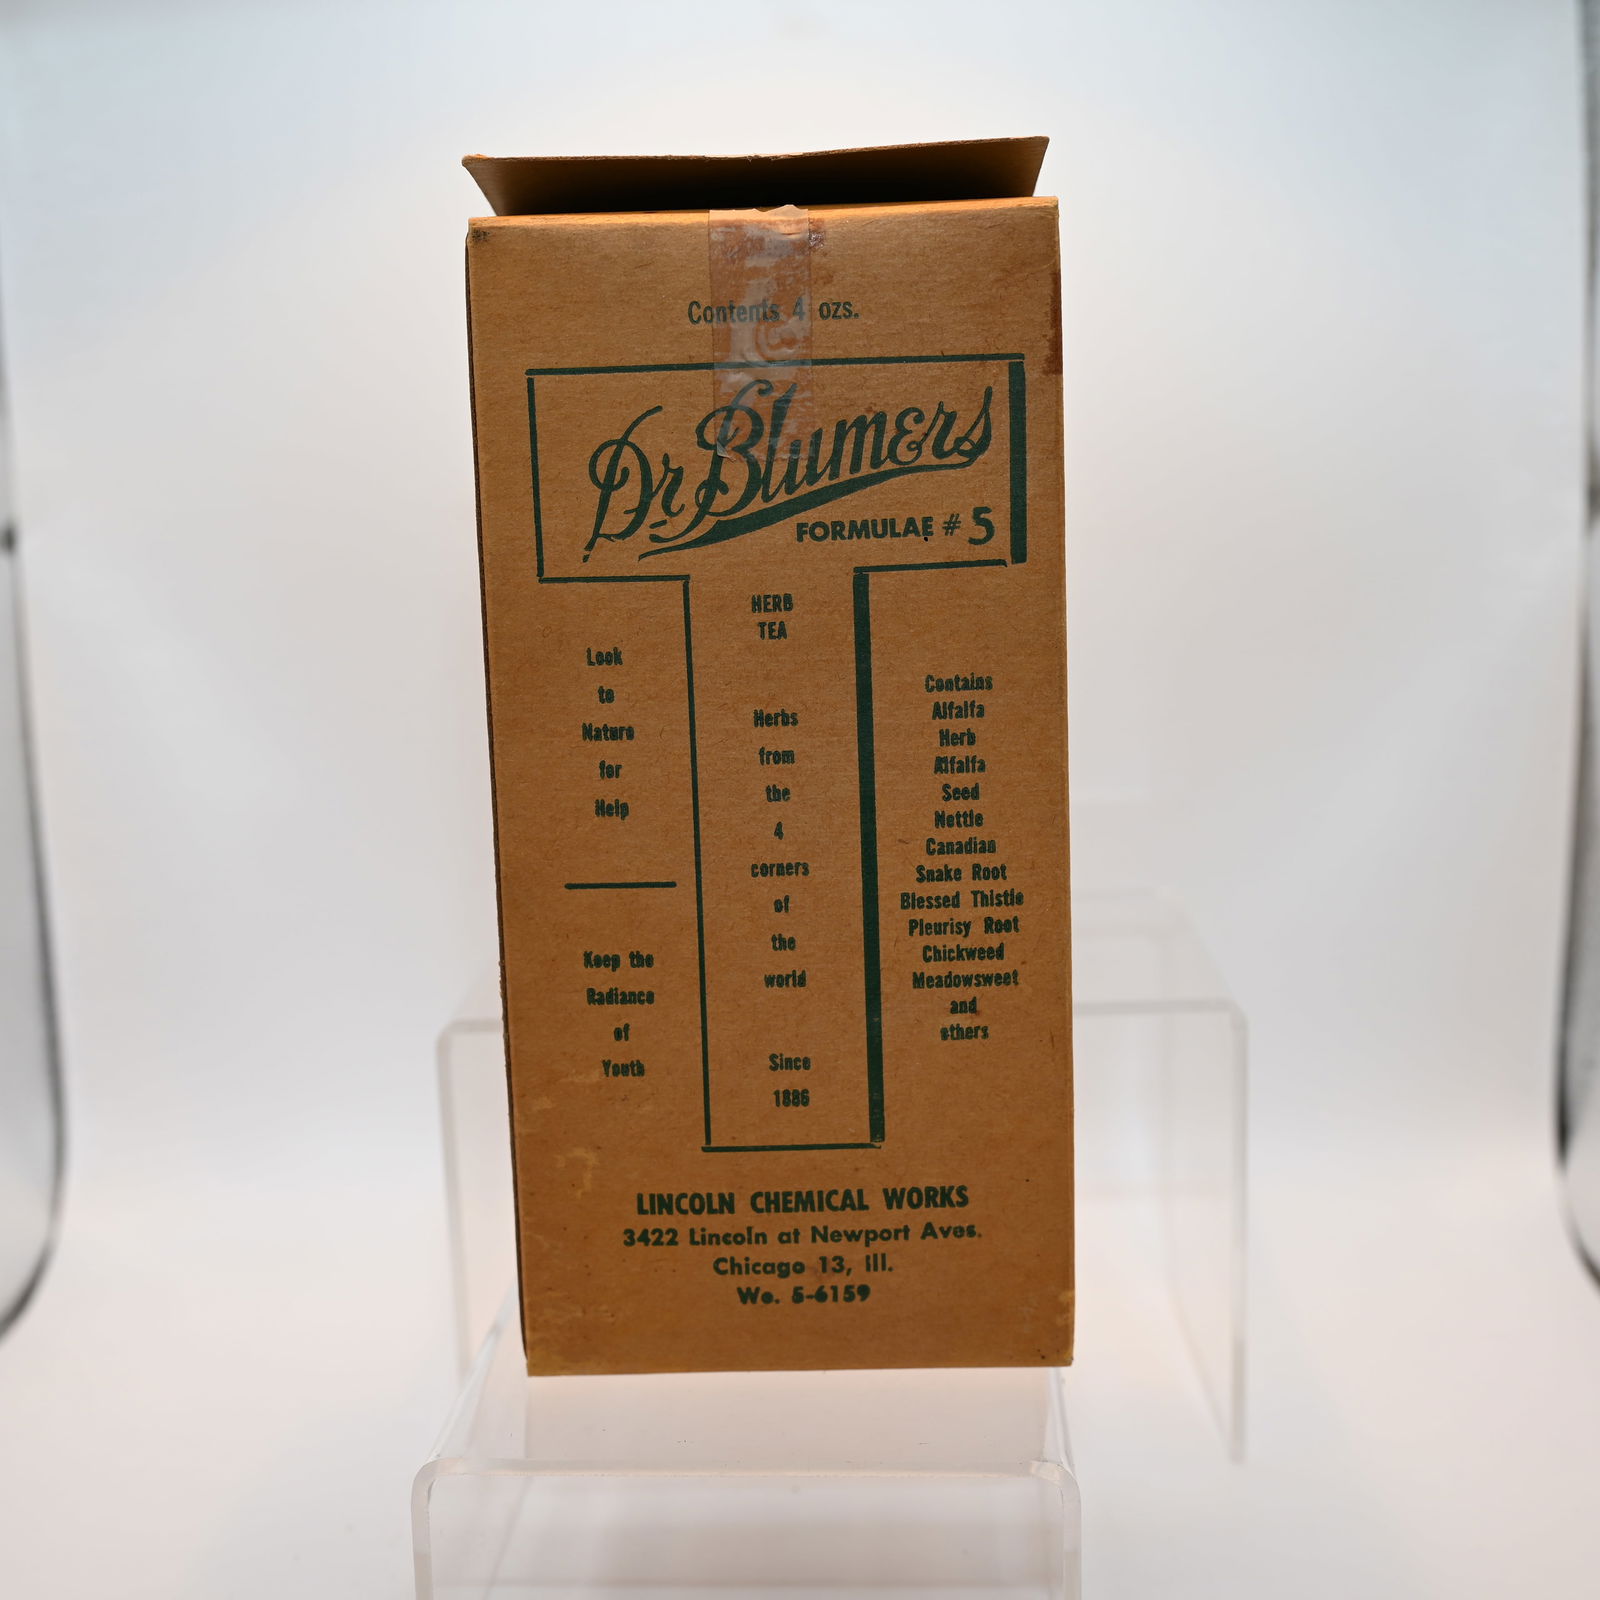 Contents 4 ozs.
Dr Blumers
FORMULAE # 5
HERB
TEA
Look
to
Nature
for
Help
Keep the
Radiance
of
Youth
Herbs
from
the
4
corners
of
the
world
Since
1886
Contains
Alfalfa
Herb
Alfalfa
Seed
Nettle
Canadian
Snake Root
Blessed Thistle
Pleurisy Root
Chickweed
Meadowsweet
and
others
LINCOLN CHEMICAL WORKS
3422 Lincoln at Newport Aves.
Chicago 13, Ill.
We. 5-6159